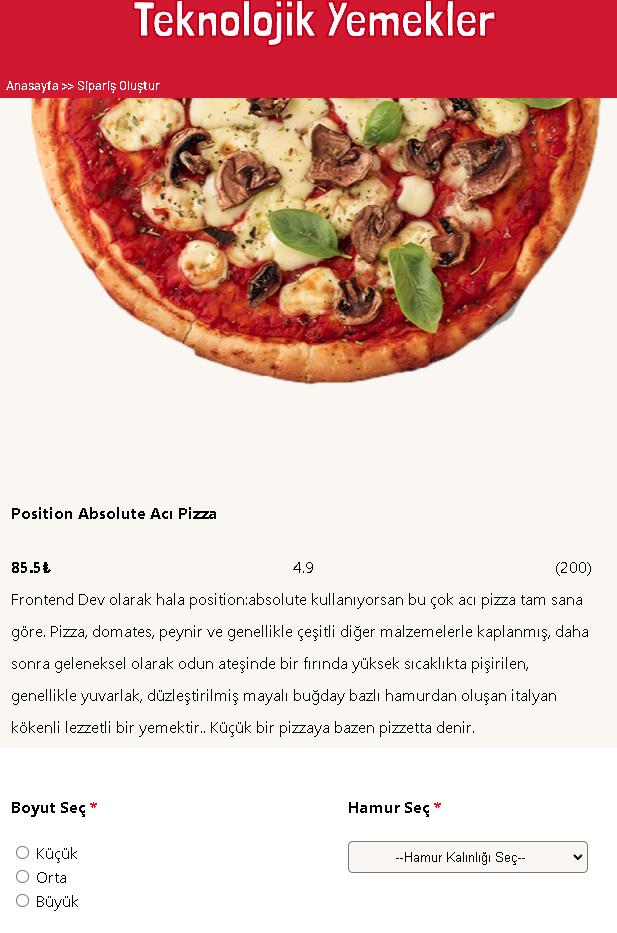 Teknolojik Yemekler
Anasayfa >> Sipariş Oluştur
Position Absolute Acı Pizza
85.5₺ 4.9 (200)
Frontend Dev olarak hala position:absolute kullanıyorsan bu çok acı pizza tam sana
göre. Pizza, domates, peynir ve genellikle çeşitli diğer malzemelerle kaplanmış, daha
sonra geleneksel olarak odun ateşinde bir fırında yüksek sıcaklıkta pişirilen,
genellikle yuvarlak, düzleştirilmiş mayalı buğday bazlı hamurdan oluşan italyan
kökenli lezzetli bir yemektir.. Küçük bir pizzaya bazen pizzetta denir.
Boyut Seç * Hamur Seç *
Küçük --Hamur Kalınlığı Seç--
Orta
Büyük